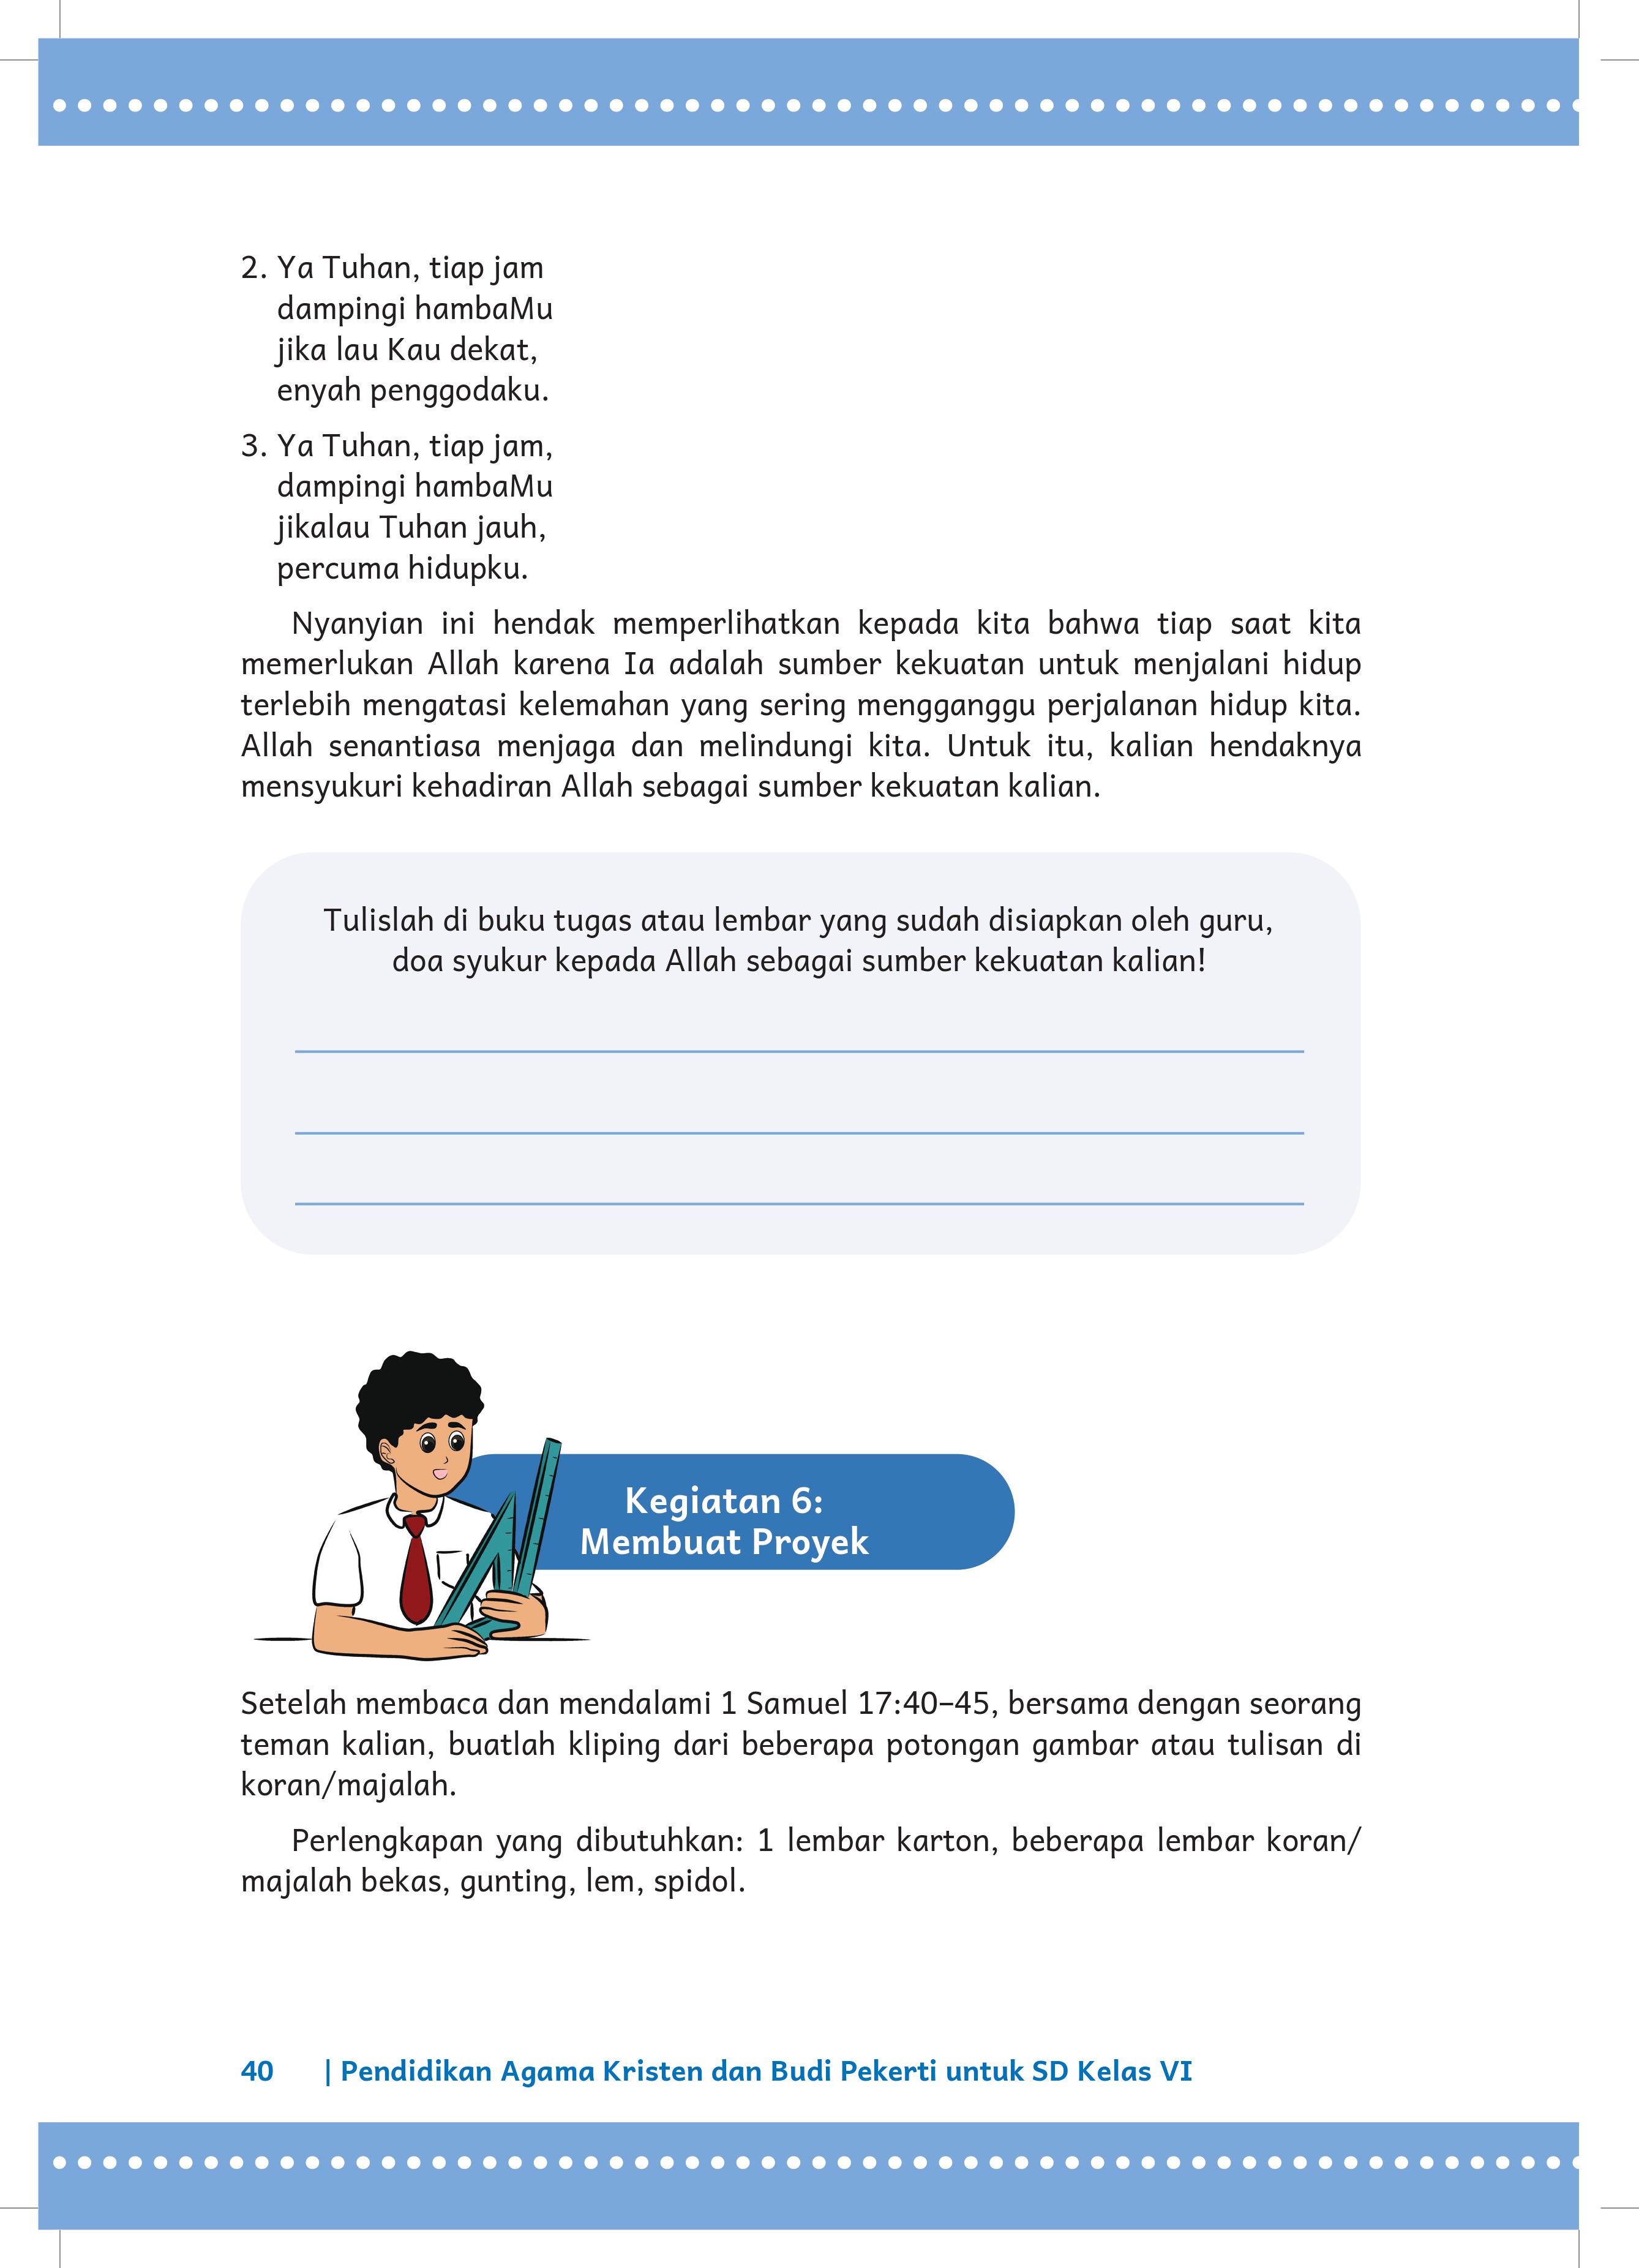 2. Ya Tuhan, tiap jam
dampingi hambaMu
jika lau Kau dekat,
enyah penggodaku.
3. Ya Tuhan, tiap jam,
dampingi hambaMu
jikalau Tuhan jauh,
percuma hidupku.
Nyanyian ini hendak memperlihatkan kepada kita bahwa tiap saat kita
memerlukan Allah karena Ia adalah sumber kekuatan untuk menjalani hidup
terlebih mengatasi kelemahan yang sering mengganggu perjalanan hidup kita.
Allah senantiasa menjaga dan melindungi kita. Untuk itu, kalian hendaknya
mensyukuri kehadiran Allah sebagai sumber kekuatan kalian.
Tulislah di buku tugas atau lembar yang sudah disiapkan oleh guru,
doa syukur kepada Allah sebagai sumber kekuatan kalian!
Kegiatan 6:
Membuat Proyek
Setelah membaca dan mendalami 1 Samuel 17:40–45, bersama dengan seorang
teman kalian, buatlah kliping dari beberapa potongan gambar atau tulisan di
koran/majalah.
Perlengkapan yang dibutuhkan: 1 lembar karton, beberapa lembar koran/
majalah bekas, gunting, lem, spidol.
40 | Pendidikan Agama Kristen dan Budi Pekerti untuk SD Kelas VI